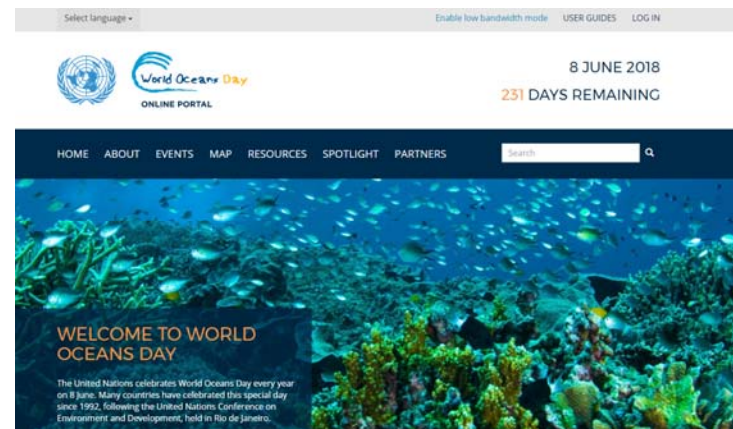 Select language
Enable low bandwidth mode USER GUIDES LOG IN
World Oceans Day
ONLINE PORTAL
8 JUNE 2018
231 DAYS REMAINING
HOME ABOUT EVENTS MAP RESOURCES SPOTLIGHT PARTNERS Search
WELCOME TO WORLD
OCEANS DAY
The United Nations celebrates World Oceans Day every year
on 8 June. Many countries have celebrated this special day
since 1992, following the United Nations Conference on
Environment and Development, held in Rio de Janeiro.